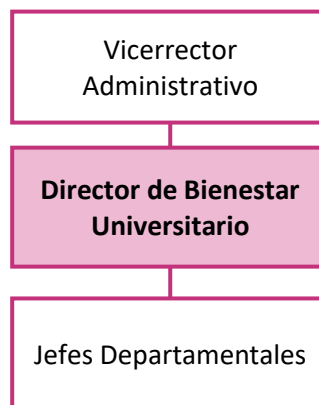 Vicerrector
Administrativo
Director de Bienestar
Universitario
Jefes Departamentales